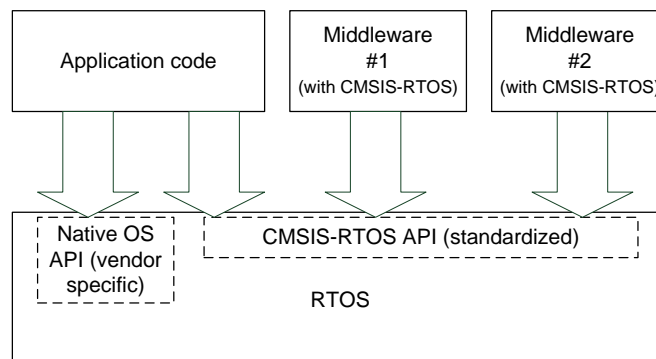 Application code
Middleware
#1
(with CMSIS-RTOS)
Middleware
#2
(with CMSIS-RTOS)
Native OS
API (vendor
specific)
CMSIS-RTOS API (standardized)
RTOS